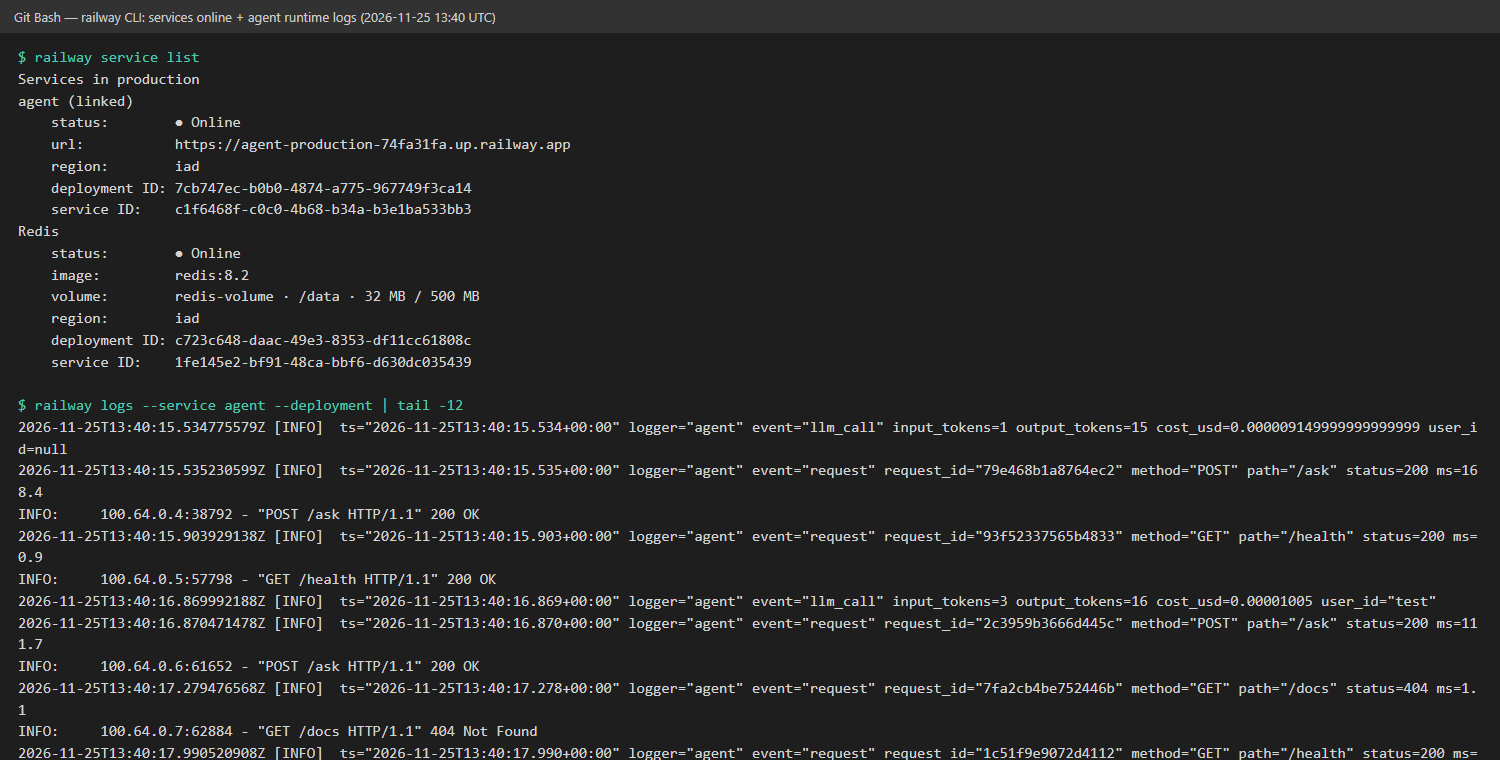 Git Bash — railway CLI: services online + agent runtime logs (2026-11-25 13:40 UTC)
$ railway service list
Services in production
agent (linked)
    status:        ● Online
    url:           https://agent-production-74fa31fa.up.railway.app
    region:        iad
    deployment ID: 7cb747ec-b0b0-4874-a775-967749f3ca14
    service ID:    c1f6468f-c0c0-4b68-b34a-b3e1ba533bb3
Redis
    status:        ● Online
    image:         redis:8.2
    volume:        redis-volume · /data · 32 MB / 500 MB
    region:        iad
    deployment ID: c723c648-daac-49e3-8353-df11cc61808c
    service ID:    1fe145e2-bf91-48ca-bbf6-d630dc035439
$ railway logs --service agent --deployment | tail -12
2026-11-25T13:40:15.534775579Z [INFO]  ts="2026-11-25T13:40:15.534+00:00" logger="agent" event="llm_call" input_tokens=1 output_tokens=15 cost_usd=0.000009149999999999999 user_i
d=null
2026-11-25T13:40:15.535230599Z [INFO]  ts="2026-11-25T13:40:15.535+00:00" logger="agent" event="request" request_id="79e468b1a8764ec2" method="POST" path="/ask" status=200 ms=16
8.4
INFO:     100.64.0.4:38792 - "POST /ask HTTP/1.1" 200 OK
2026-11-25T13:40:15.903929138Z [INFO]  ts="2026-11-25T13:40:15.903+00:00" logger="agent" event="request" request_id="93f52337565b4833" method="GET" path="/health" status=200 ms=
0.9
INFO:     100.64.0.5:57798 - "GET /health HTTP/1.1" 200 OK
2026-11-25T13:40:16.869992188Z [INFO]  ts="2026-11-25T13:40:16.869+00:00" logger="agent" event="llm_call" input_tokens=3 output_tokens=16 cost_usd=0.00001005 user_id="test"
2026-11-25T13:40:16.870471478Z [INFO]  ts="2026-11-25T13:40:16.870+00:00" logger="agent" event="request" request_id="2c3959b3666d445c" method="POST" path="/ask" status=200 ms=11
1.7
INFO:     100.64.0.6:61652 - "POST /ask HTTP/1.1" 200 OK
2026-11-25T13:40:17.279476568Z [INFO]  ts="2026-11-25T13:40:17.278+00:00" logger="agent" event="request" request_id="7fa2cb4be752446b" method="GET" path="/docs" status=404 ms=1.
1
INFO:     100.64.0.7:62884 - "GET /docs HTTP/1.1" 404 Not Found
2026-11-25T13:40:17.990520908Z [INFO]  ts="2026-11-25T13:40:17.990+00:00" logger="agent" event="request" request_id="1c51f9e9072d4112" method="GET" path="/health" status=200 ms=